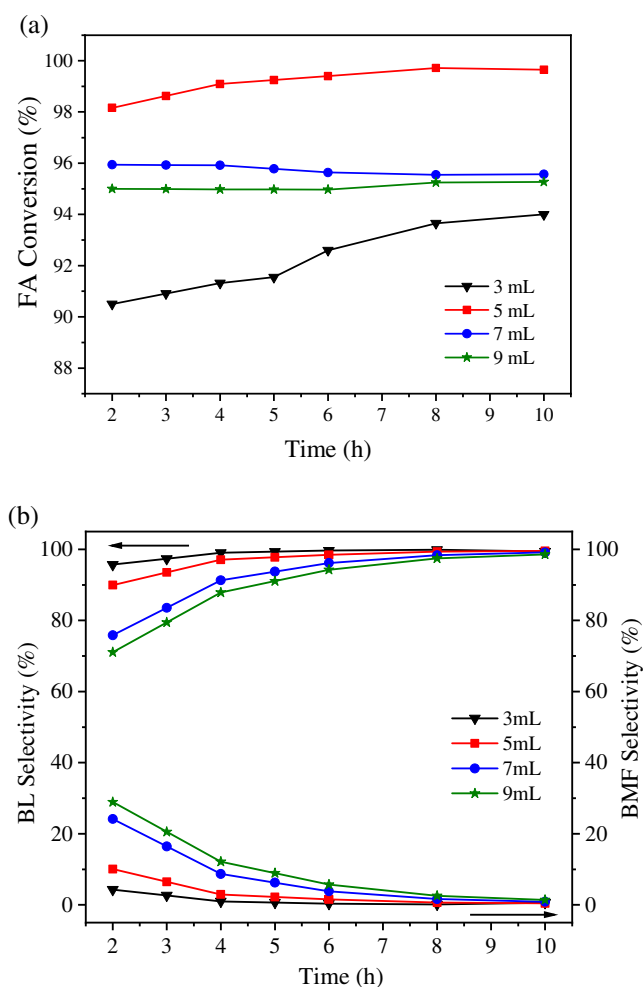 (a)
FA Conversion (%)
100
98
96
94
92
90
88
3 mL
5 mL
7 mL
9 mL
2 3 4 5 6 7 8 9 10
Time (h)
(b)
BL Selectivity (%)
100
80
60
40
20
0
3mL
5mL
7mL
9mL
100
80
60
40
20
0
BMF Selectivity (%)
2 3 4 5 6 7 8 9 10
Time (h)